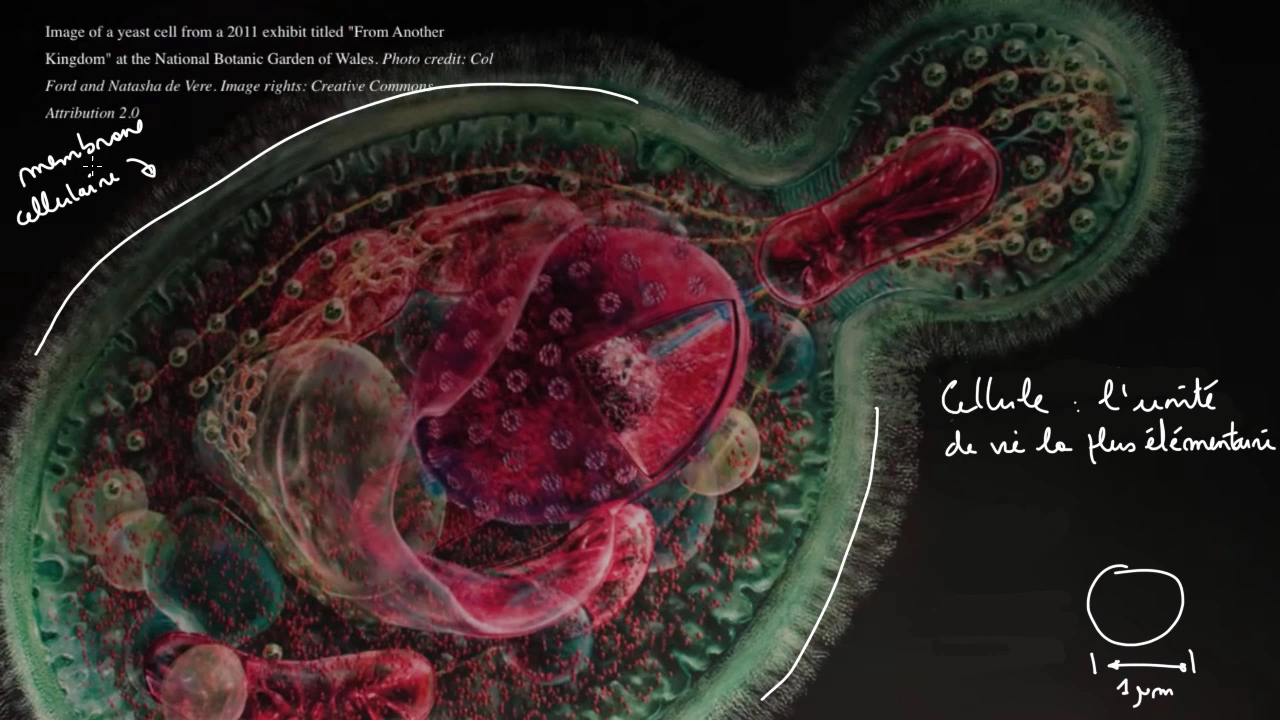 Image of a yeast cell from a 2011 exhibit titled "From Another
Kingdom" at the National Botanic Garden of Wales. Photo credit: Col
Ford and Natasha de Vere. Image rights: Creative Commons
Attribution 2.0
membrane
cellulaire
Cellule : l'unité
de vie la plus élémentaire
1 µm